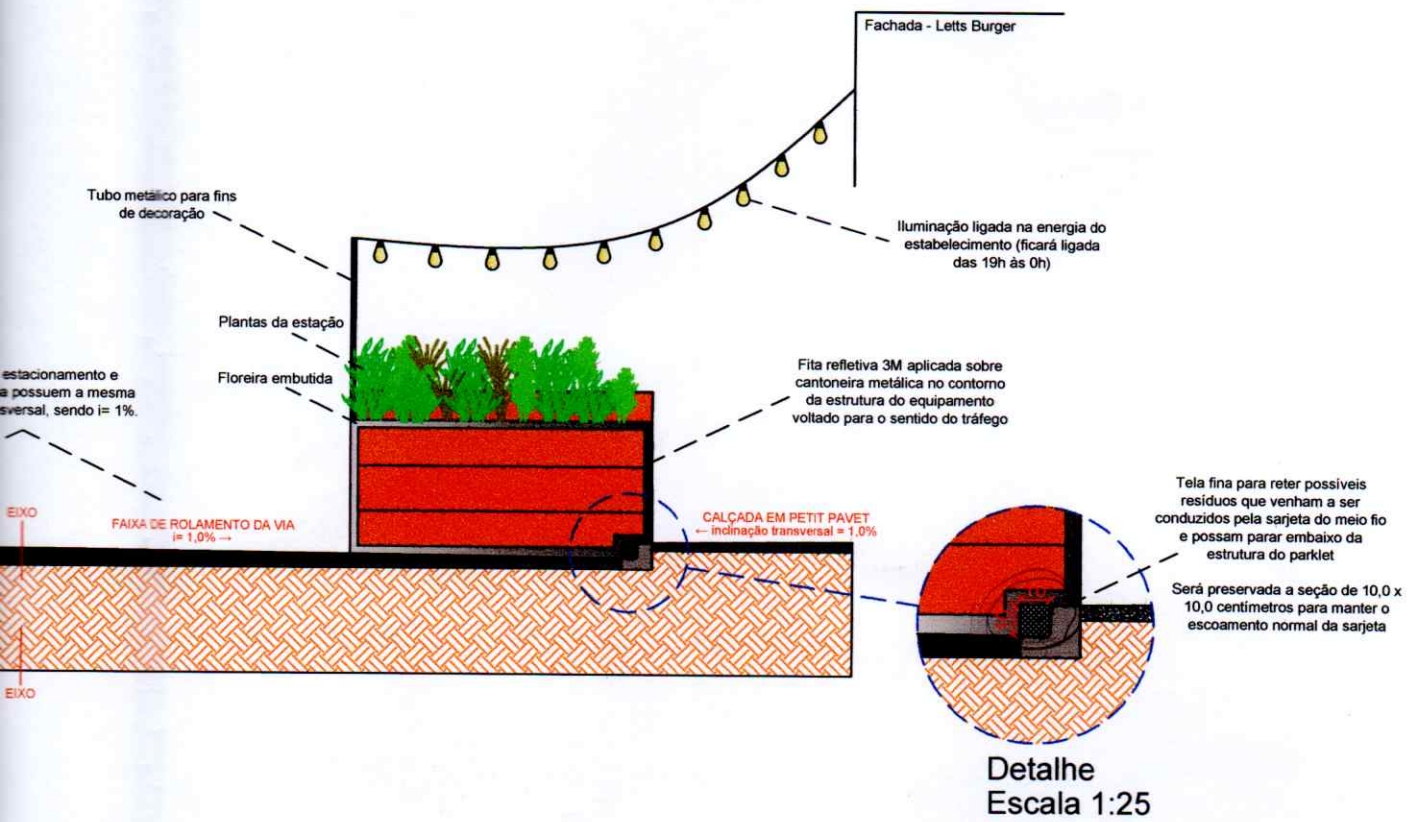 Fachada - Letts Burger
Tubo metálico para fins
de decoração
Iluminação ligada na energia do
estabelecimento (ficará ligada
das 19h às 0h)
Plantas da estação
Floreira embutida
Fita refletiva 3M aplicada sobre
cantoneira metálica no contorno
da estrutura do equipamento
voltado para o sentido do tráfego
estacionamento e
a possuem a mesma
sversal, sendo i= 1%.
EIXO
FAIXA DE ROLAMENTO DA VIA
i= 1,0% →
CALÇADA EM PETIT PAVET
← inclinação transversal = 1,0%
EIXO
Tela fina para reter possíveis
resíduos que venham a ser
conduzidos pela sarjeta do meio fio
e possam parar embaixo da
estrutura do parklet
Será preservada a seção de 10,0 x
10,0 centímetros para manter o
escoamento normal da sarjeta
Detalhe
Escala 1:25